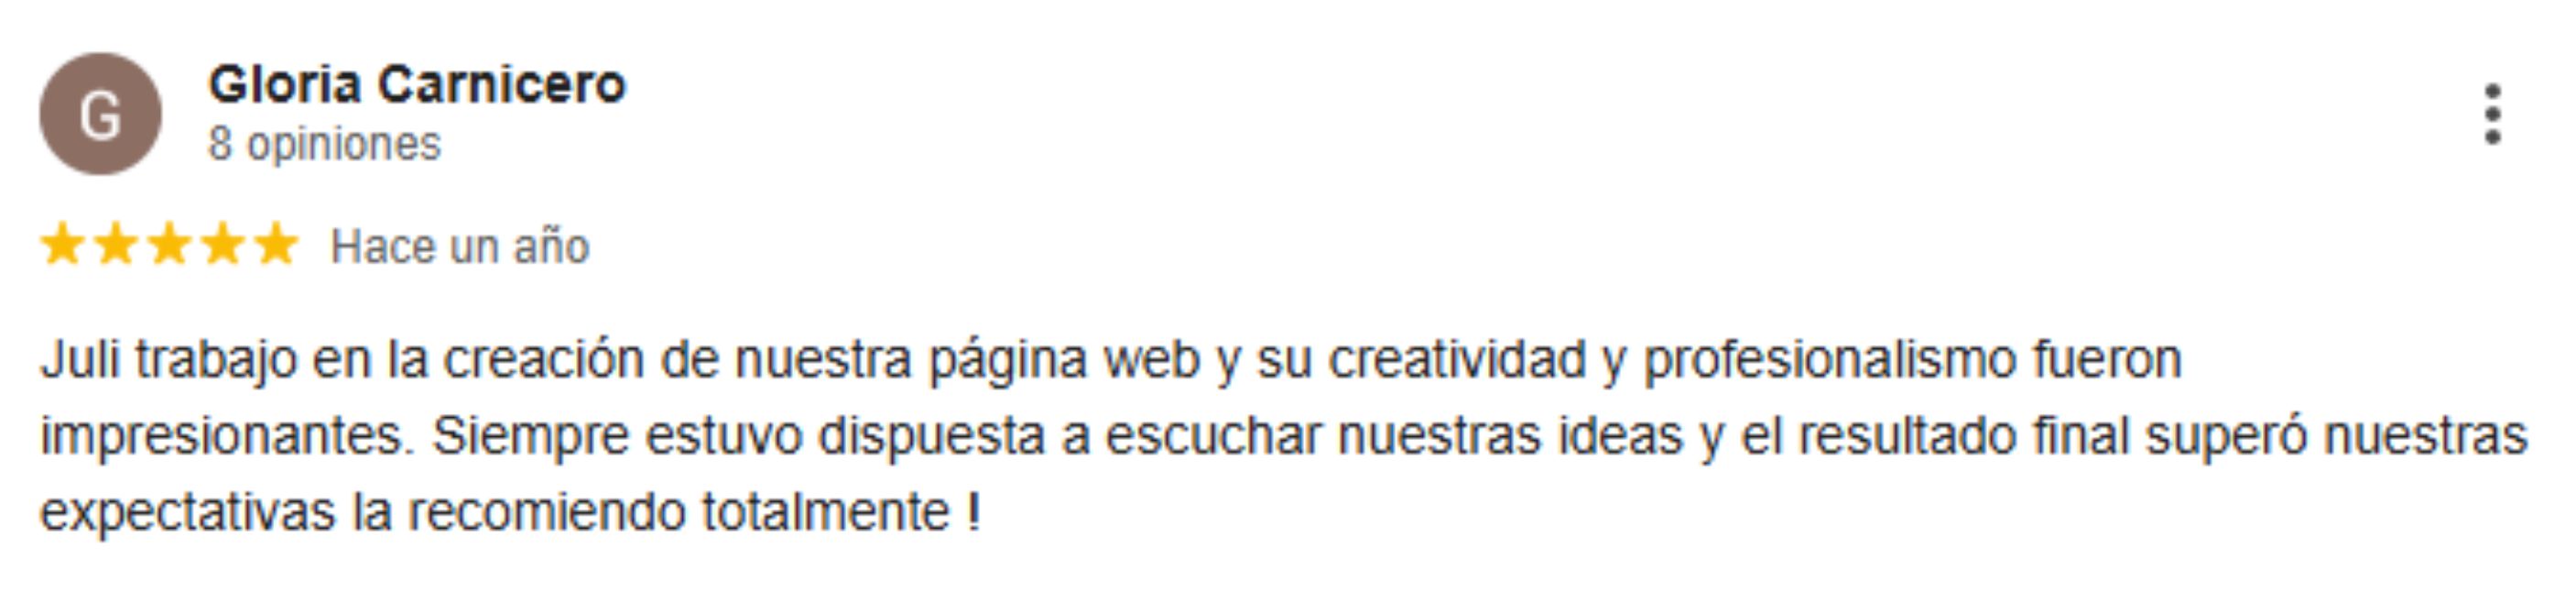 G
Gloria Carnicero
8 opiniones
Hace un año
Juli trabajo en la creación de nuestra página web y su creatividad y profesionalismo fueron
impresionantes. Siempre estuvo dispuesta a escuchar nuestras ideas y el resultado final superó nuestras
expectativas la recomiendo totalmente !